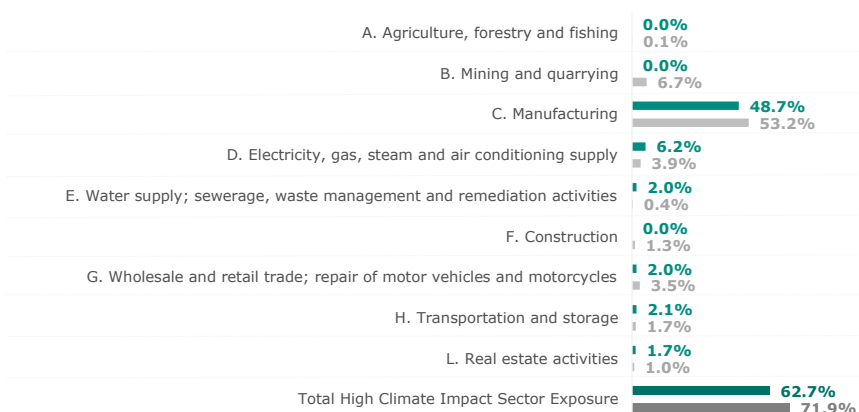 A. Agriculture, forestry and fishing
0.0%
0.1%
B. Mining and quarrying
0.0%
6.7%
C. Manufacturing
48.7%
53.2%
D. Electricity, gas, steam and air conditioning supply
6.2%
3.9%
E. Water supply; sewerage, waste management and remediation activities
2.0%
0.4%
F. Construction
0.0%
1.3%
G. Wholesale and retail trade; repair of motor vehicles and motorcycles
2.0%
3.5%
H. Transportation and storage
2.1%
1.7%
L. Real estate activities
1.7%
1.0%
Total High Climate Impact Sector Exposure
62.7%
71.9%